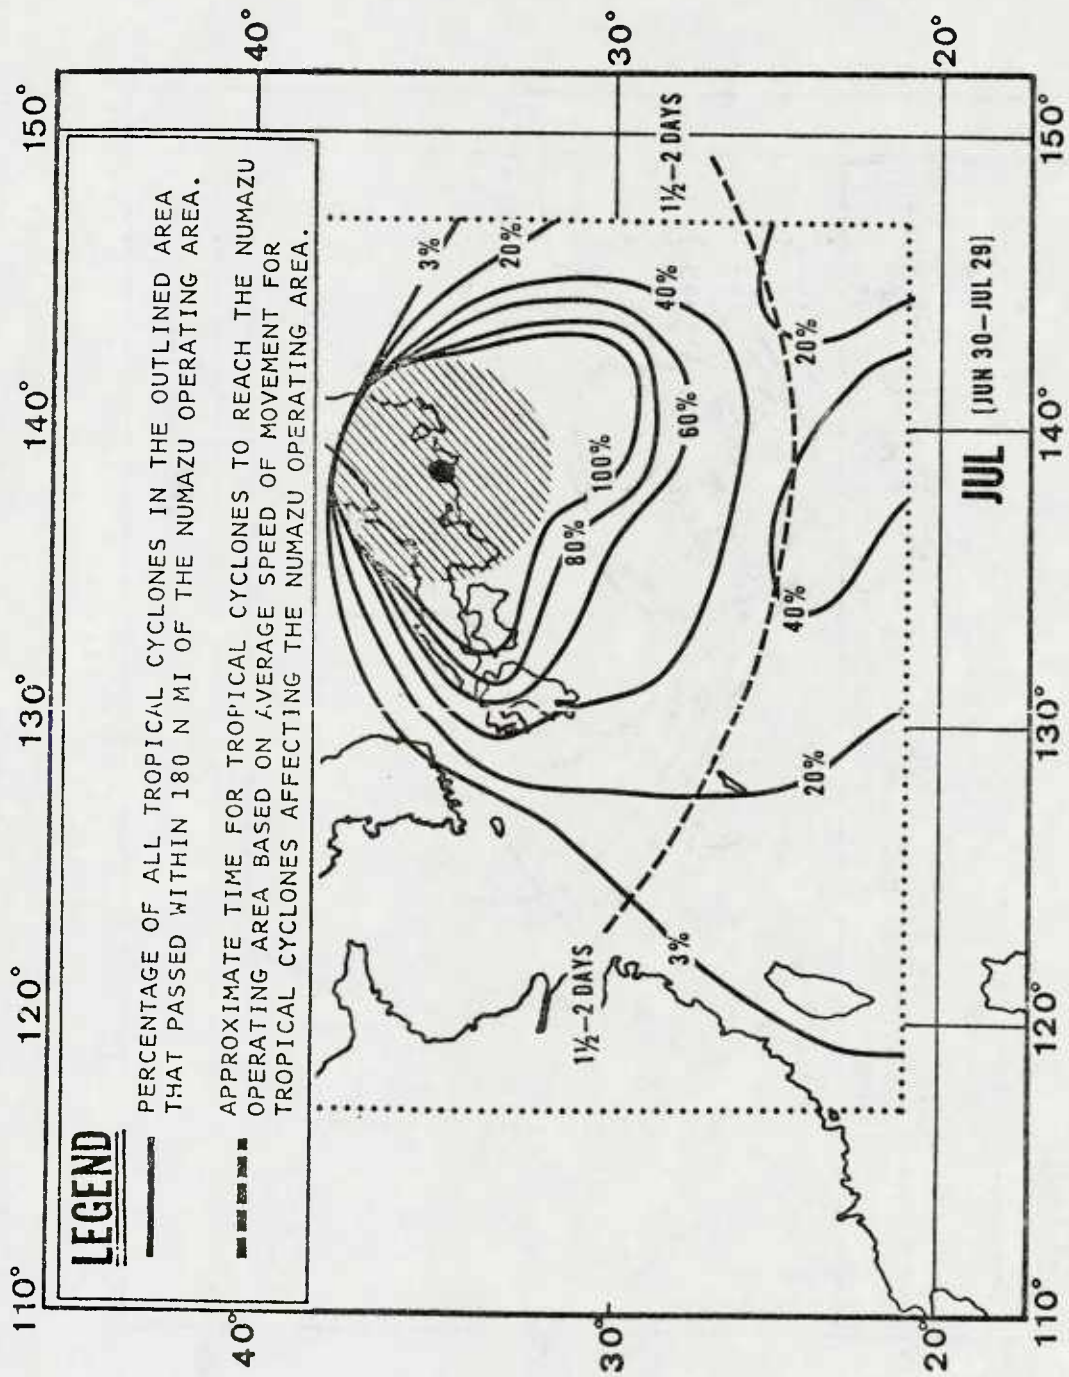 110°
120°
130°
140°
150°
LEGEND
PERCENTAGE OF ALL TROPICAL CYCLONES IN THE OUTLINED AREA
THAT PASSED WITHIN 180 N MI OF THE NUMAZU OPERATING AREA.
APPROXIMATE TIME FOR TROPICAL CYCLONES TO REACH THE NUMAZU
OPERATING AREA BASED ON AVERAGE SPEED OF MOVEMENT FOR
TROPICAL CYCLONES AFFECTING THE NUMAZU OPERATING AREA.
40°
40°
3%
20%
100%
80%
60%
40%
30°
30°
1½–2 DAYS
1½–2 DAYS
3%
20%
40%
20%
20°
20°
JUL
[JUN 30–JUL 29]
110°
120°
130°
140°
150°